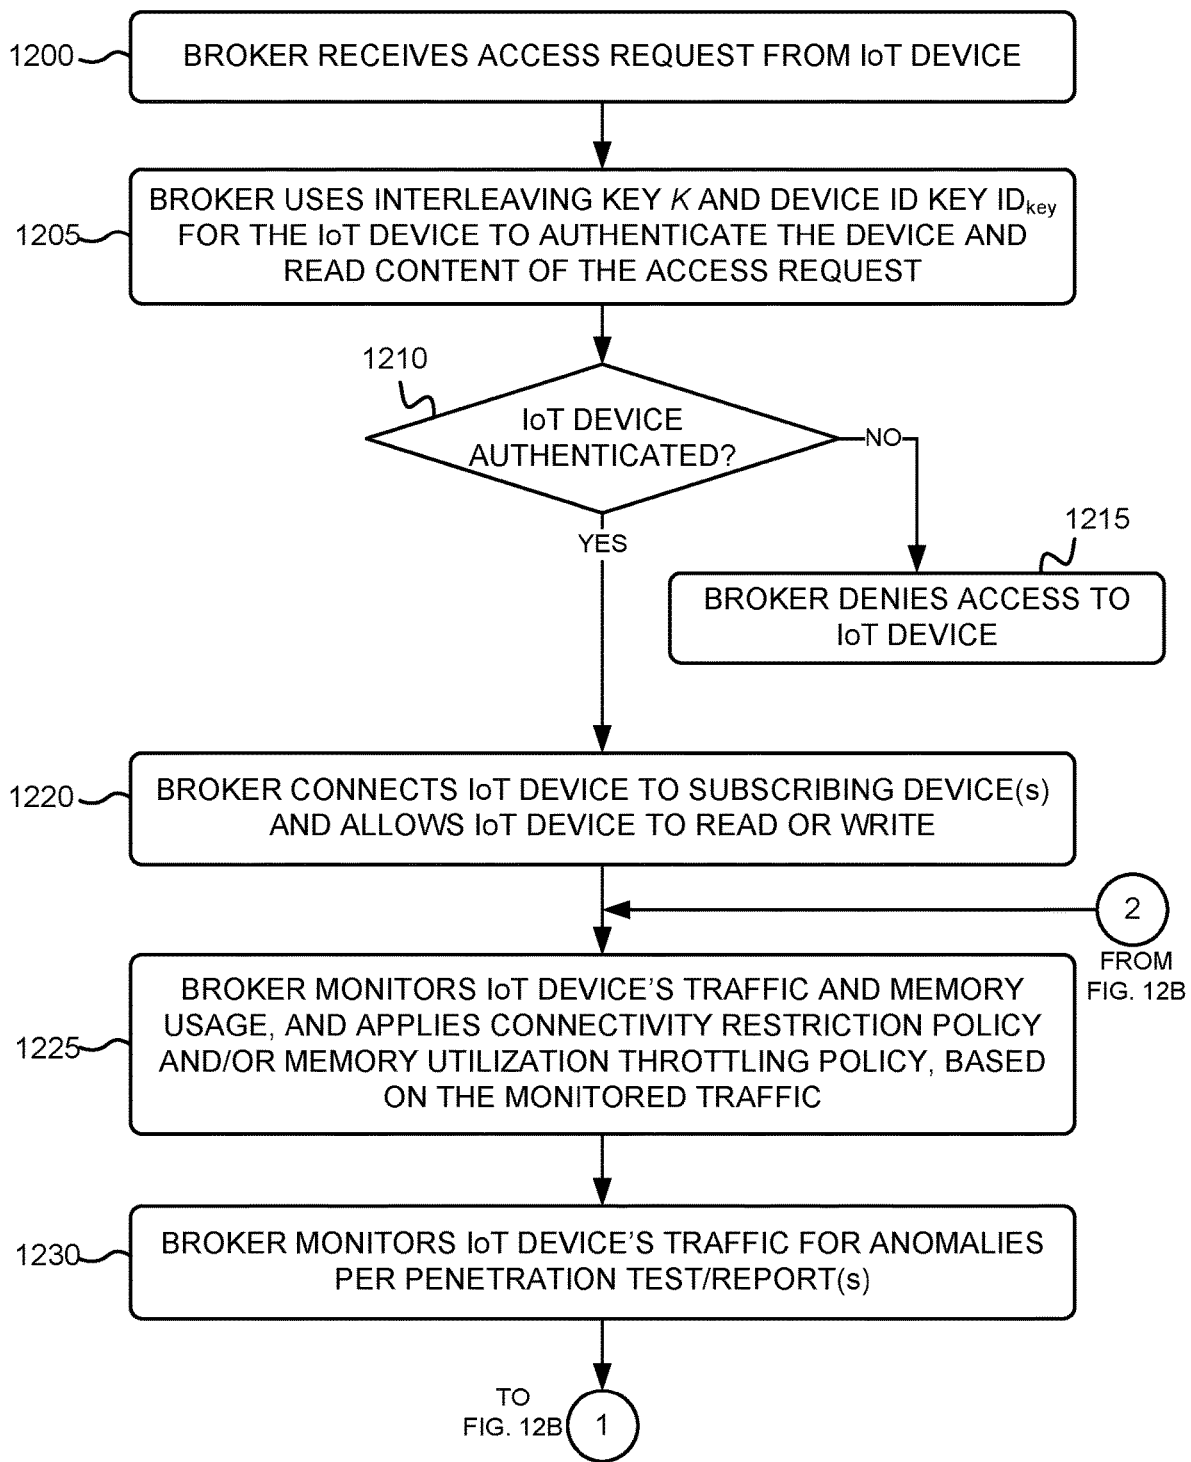 1200
BROKER RECEIVES ACCESS REQUEST FROM IoT DEVICE
1205
BROKER USES INTERLEAVING KEY K AND DEVICE ID KEY IDkey
FOR THE IoT DEVICE TO AUTHENTICATE THE DEVICE AND
READ CONTENT OF THE ACCESS REQUEST
1210
IoT DEVICE
AUTHENTICATED?
NO
YES
1215
BROKER DENIES ACCESS TO
IoT DEVICE
1220
BROKER CONNECTS IoT DEVICE TO SUBSCRIBING DEVICE(s)
AND ALLOWS IoT DEVICE TO READ OR WRITE
2
FROM
FIG. 12B
1225
BROKER MONITORS IoT DEVICE'S TRAFFIC AND MEMORY
USAGE, AND APPLIES CONNECTIVITY RESTRICTION POLICY
AND/OR MEMORY UTILIZATION THROTTLING POLICY, BASED
ON THE MONITORED TRAFFIC
1230
BROKER MONITORS IoT DEVICE'S TRAFFIC FOR ANOMALIES
PER PENETRATION TEST/REPORT(s)
TO
FIG. 12B
1